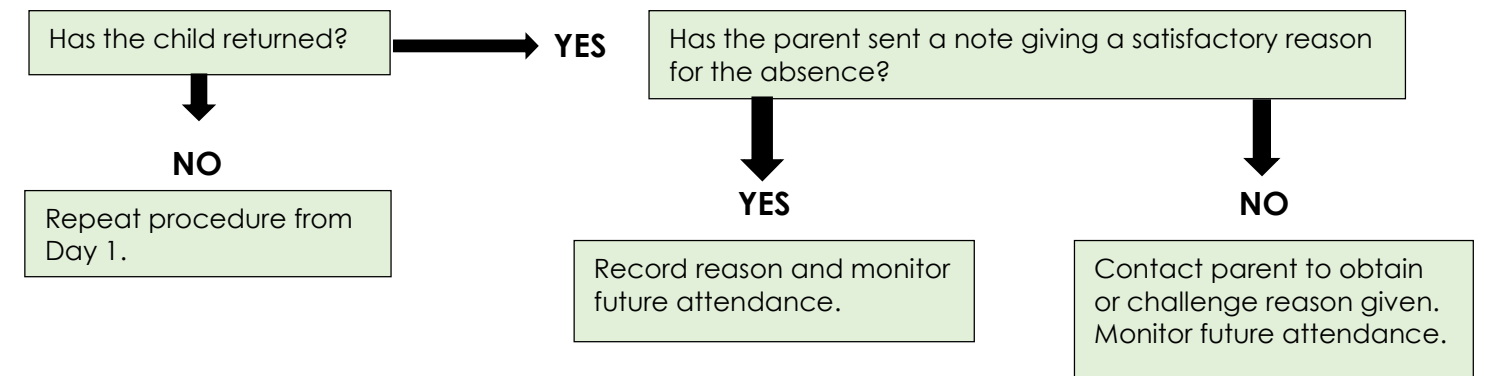 Has the child returned?
YES
Has the parent sent a note giving a satisfactory reason
for the absence?
NO
Repeat procedure from
Day 1.
YES
Record reason and monitor
future attendance.
NO
Contact parent to obtain
or challenge reason given.
Monitor future attendance.